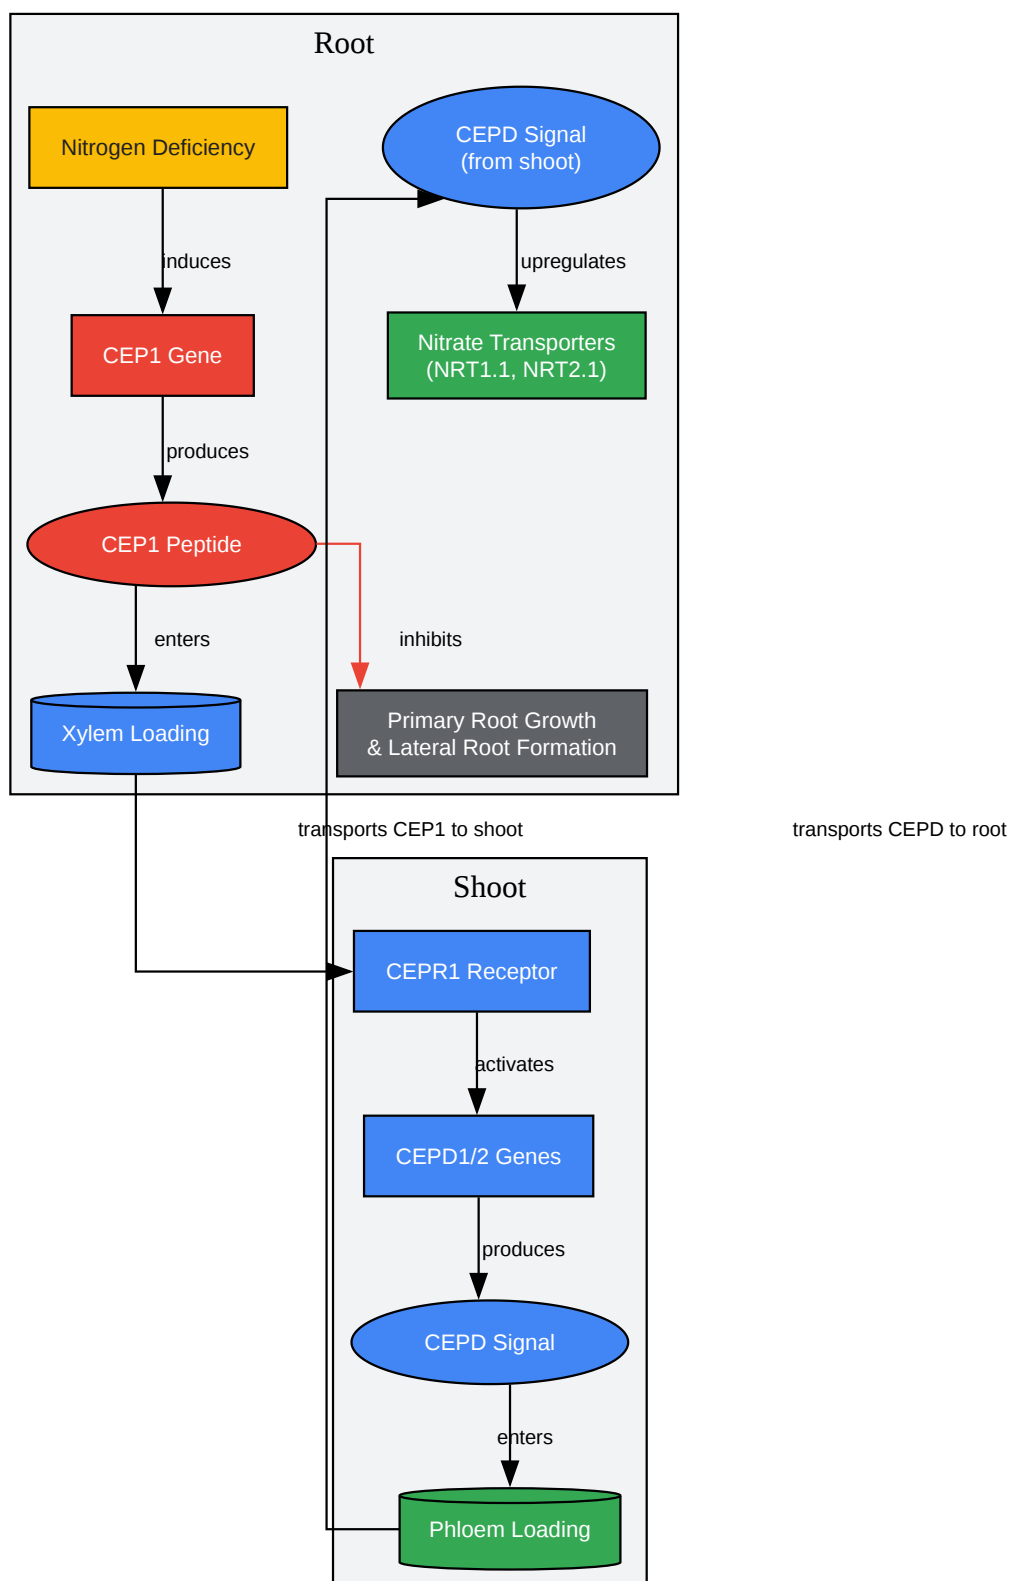 Root
Nitrogen Deficiency
CEPD Signal
(from shoot)
induces
upregulates
CEP1 Gene
Nitrate Transporters
(NRT1.1, NRT2.1)
produces
CEP1 Peptide
enters
inhibits
Xylem Loading
Primary Root Growth
& Lateral Root Formation
transports CEP1 to shoot
transports CEPD to root
Shoot
CEPR1 Receptor
activates
CEPD1/2 Genes
produces
CEPD Signal
enters
Phloem Loading